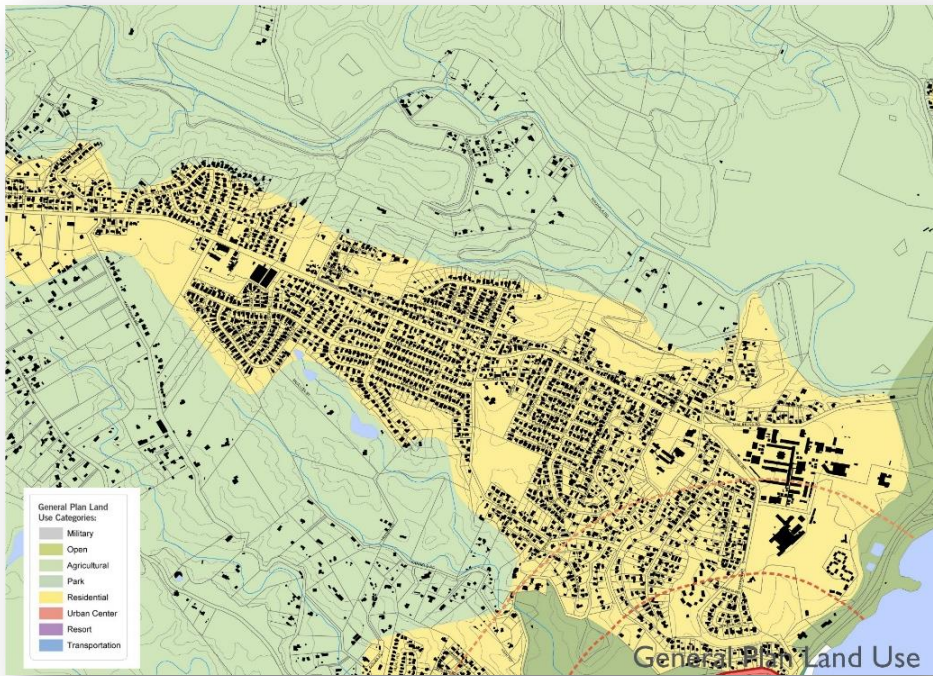 General Plan Land
Use Categories:
Military
Open
Agricultural
Park
Residential
Urban Center
Resort
Transportation
General Plan Land Use